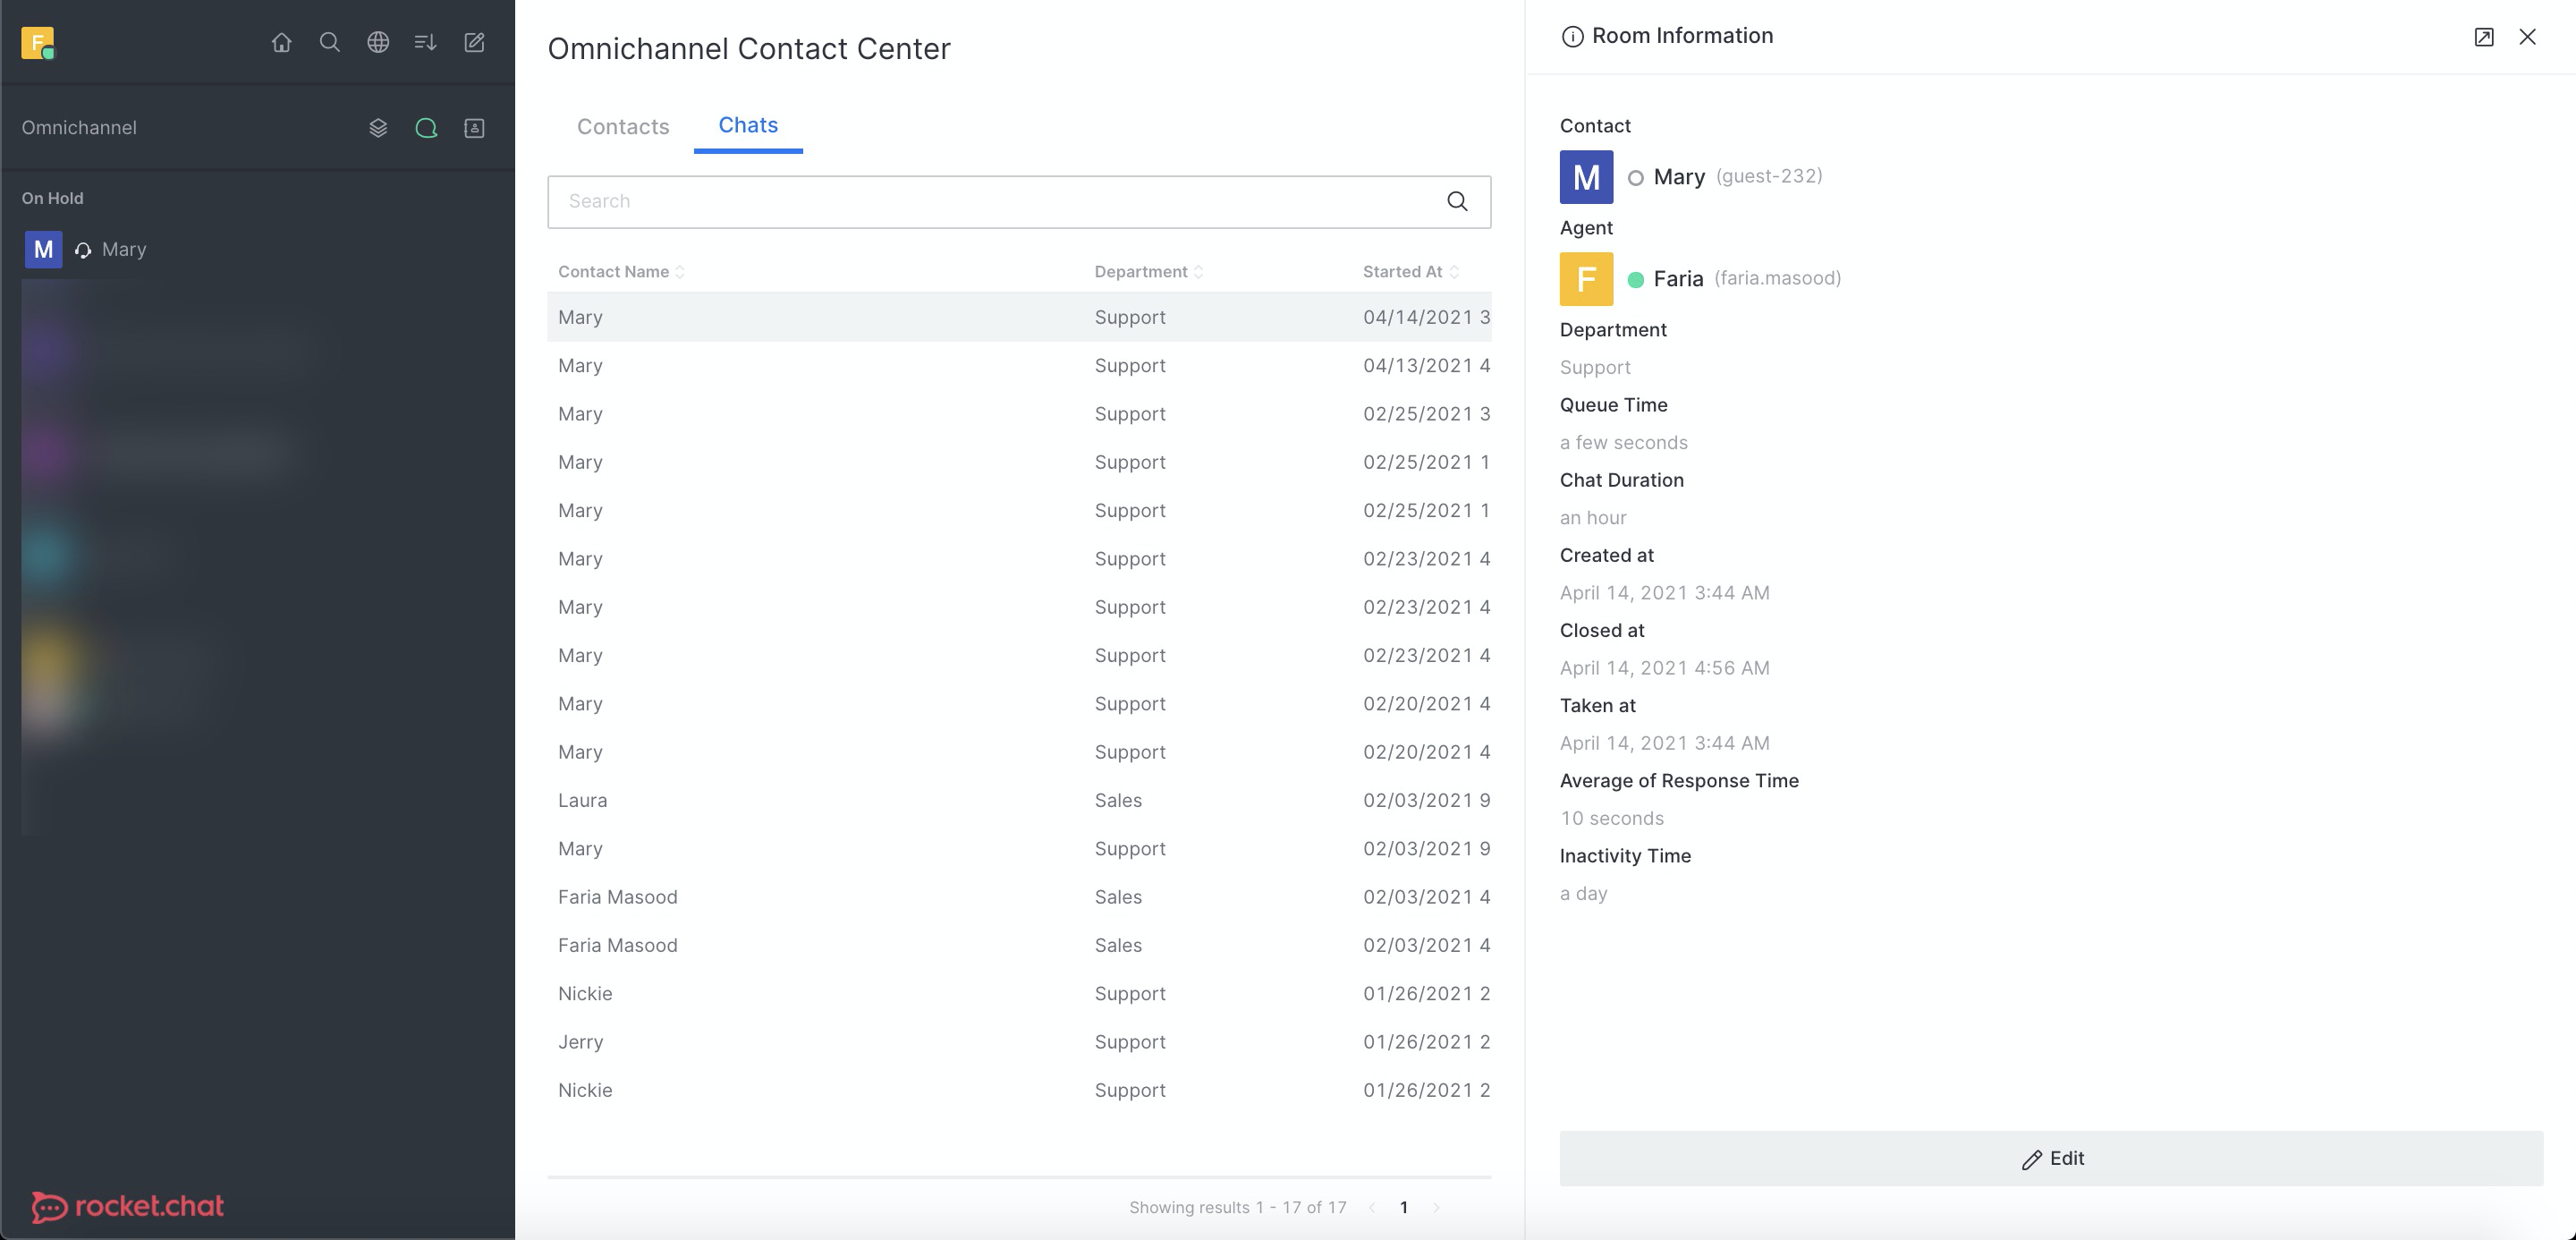 F
Omnichannel
On Hold
M Mary
rocket.chat
Omnichannel Contact Center
Contacts Chats
Search
Contact Name Department Started At
Mary Support 04/14/2021 3
Mary Support 04/13/2021 4
Mary Support 02/25/2021 3
Mary Support 02/25/2021 1
Mary Support 02/25/2021 1
Mary Support 02/23/2021 4
Mary Support 02/23/2021 4
Mary Support 02/23/2021 4
Mary Support 02/20/2021 4
Mary Support 02/20/2021 4
Laura Sales 02/03/2021 9
Mary Support 02/03/2021 9
Faria Masood Sales 02/03/2021 4
Faria Masood Sales 02/03/2021 4
Nickie Support 01/26/2021 2
Jerry Support 01/26/2021 2
Nickie Support 01/26/2021 2
Showing results 1 - 17 of 17 1
Room Information
Contact
M Mary (guest-232)
Agent
F Faria (faria.masood)
Department
Support
Queue Time
a few seconds
Chat Duration
an hour
Created at
April 14, 2021 3:44 AM
Closed at
April 14, 2021 4:56 AM
Taken at
April 14, 2021 3:44 AM
Average of Response Time
10 seconds
Inactivity Time
a day
Edit